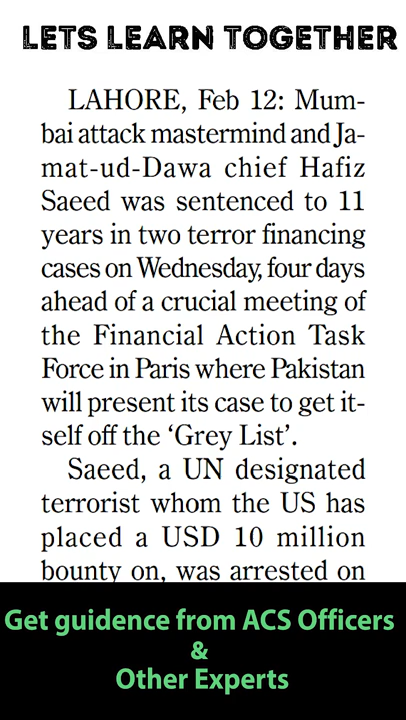 LETS LEARN TOGETHER
LAHORE, Feb 12: Mum-
bai attack mastermind and Ja-
mat-ud-Dawa chief Hafiz
Saeed was sentenced to 11
years in two terror financing
cases on Wednesday, four days
ahead of a crucial meeting of
the Financial Action Task
Force in Paris where Pakistan
will present its case to get it-
self off the ‘Grey List’.
Saeed, a UN designated
terrorist whom the US has
placed a USD 10 million
bounty on, was arrested on
Get guidence from ACS Officers
&
Other Experts